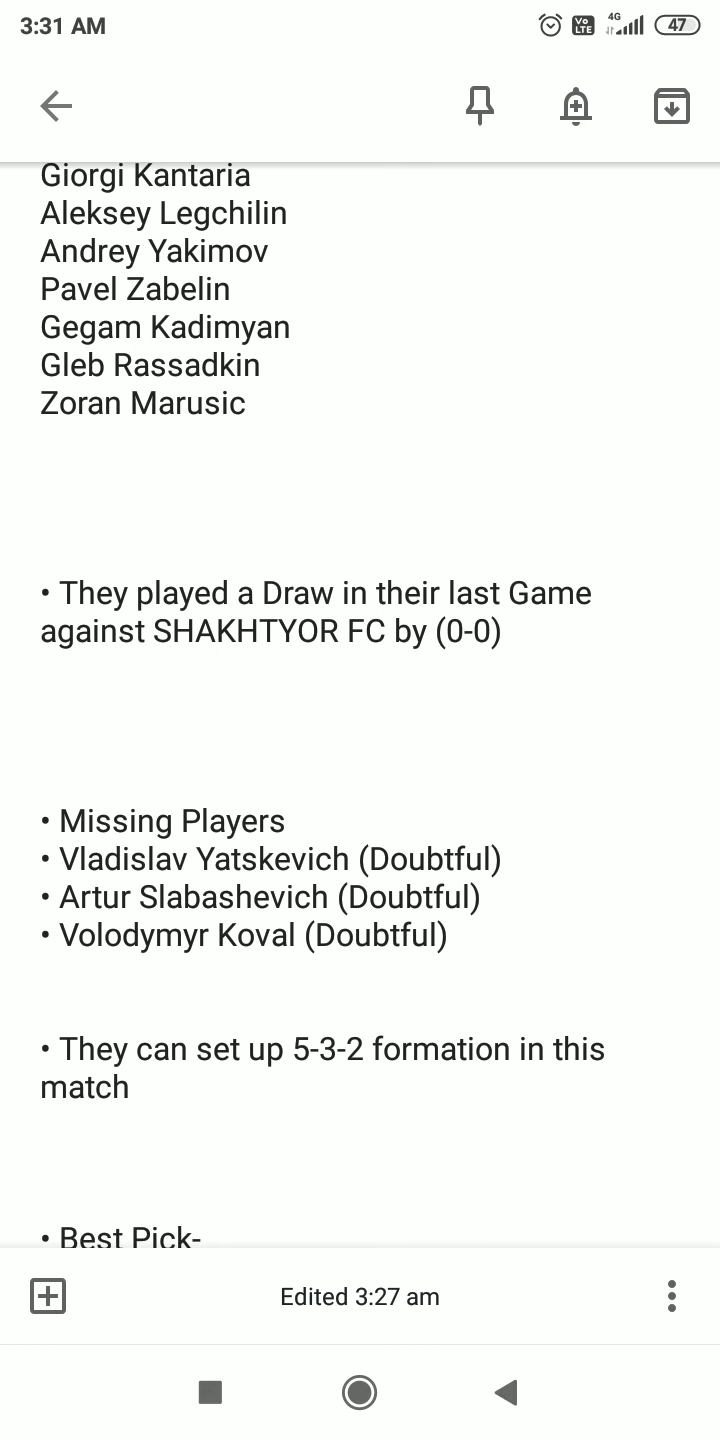 3:31 AM
Vo LTE 4G 47
Giorgi Kantaria
Aleksey Legchilin
Andrey Yakimov
Pavel Zabelin
Gegam Kadimyan
Gleb Rassadkin
Zoran Marusic
• They played a Draw in their last Game
against SHAKHTYOR FC by (0-0)
• Missing Players
• Vladislav Yatskevich (Doubtful)
• Artur Slabashevich (Doubtful)
• Volodymyr Koval (Doubtful)
• They can set up 5-3-2 formation in this
match
• Best Pick-
Edited 3:27 am